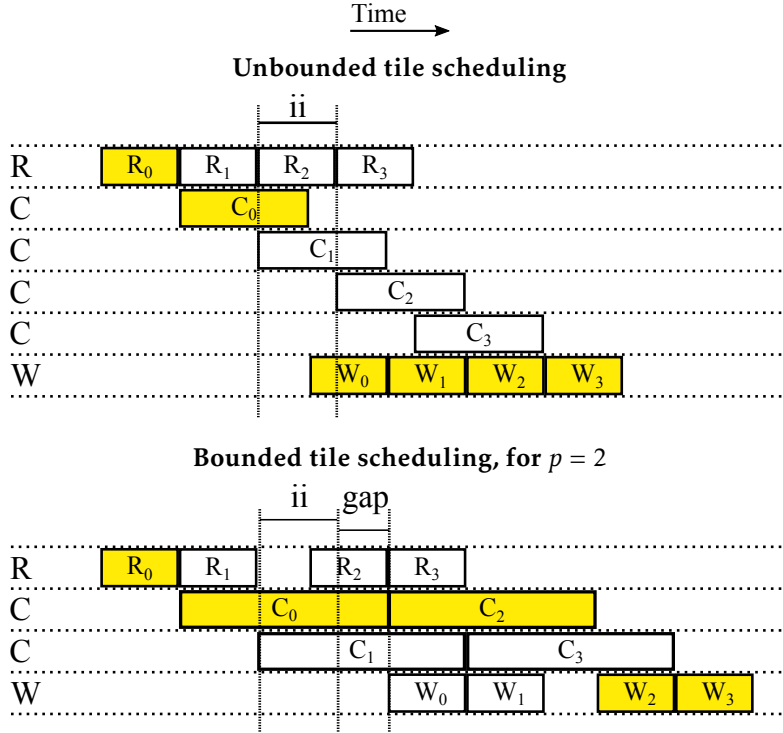 Time
Unbounded tile scheduling
ii
R R₀ R₁ R₂ R₃
C C₀
C C₁
C C₂
C C₃
W W₀ W₁ W₂ W₃
Bounded tile scheduling, for p = 2
ii gap
R R₀ R₁ R₂ R₃
C C₀ C₂
C C₁ C₃
W W₀ W₁ W₂ W₃